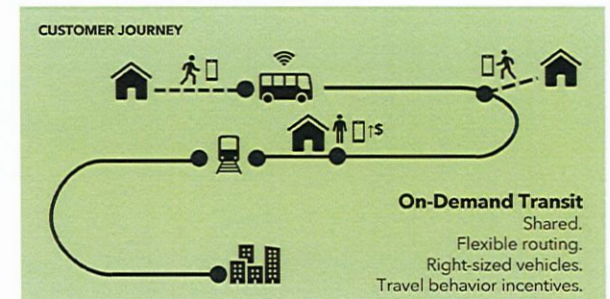 CUSTOMER JOURNEY
↑$
On-Demand Transit
Shared.
Flexible routing.
Right-sized vehicles.
Travel behavior incentives.